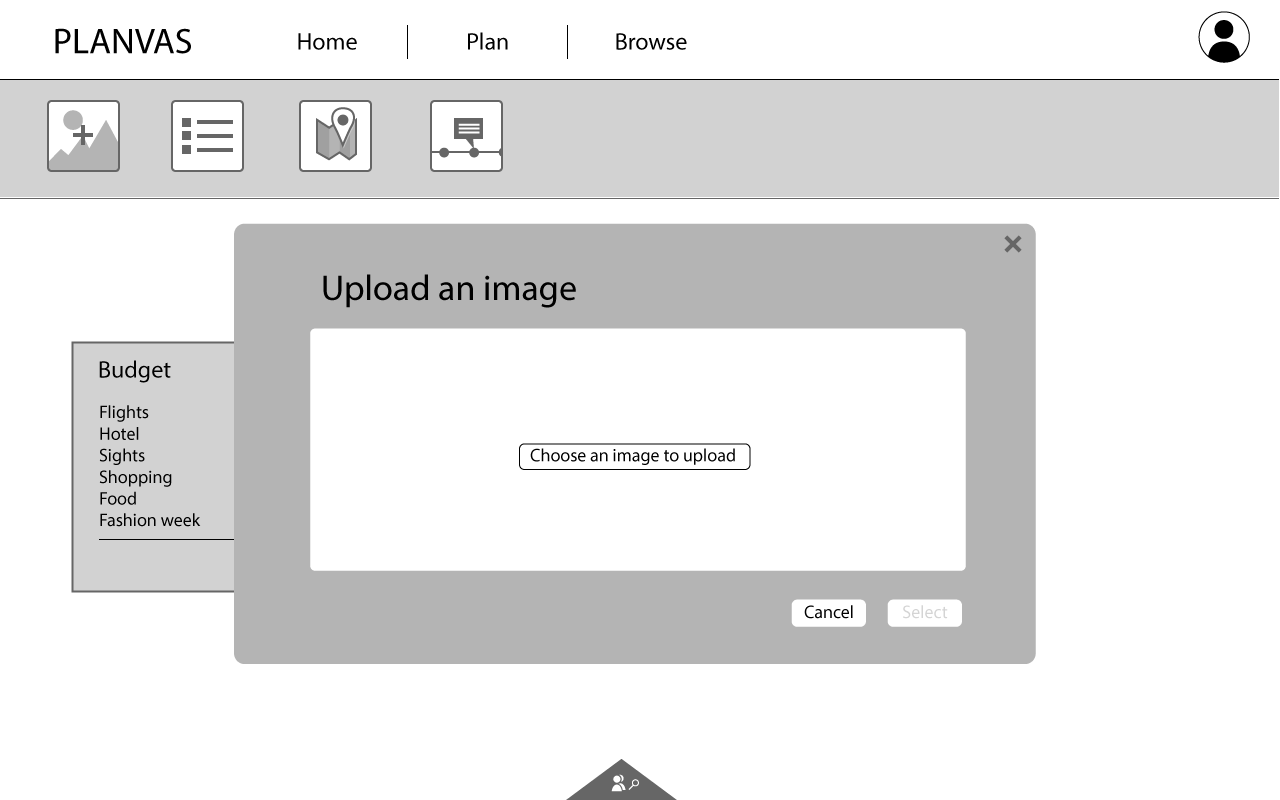 PLANVAS
Home
Plan
Browse
Upload an image
Budget
Flights
Hotel
Sights
Shopping
Food
Fashion week
Choose an image to upload
Cancel
Select